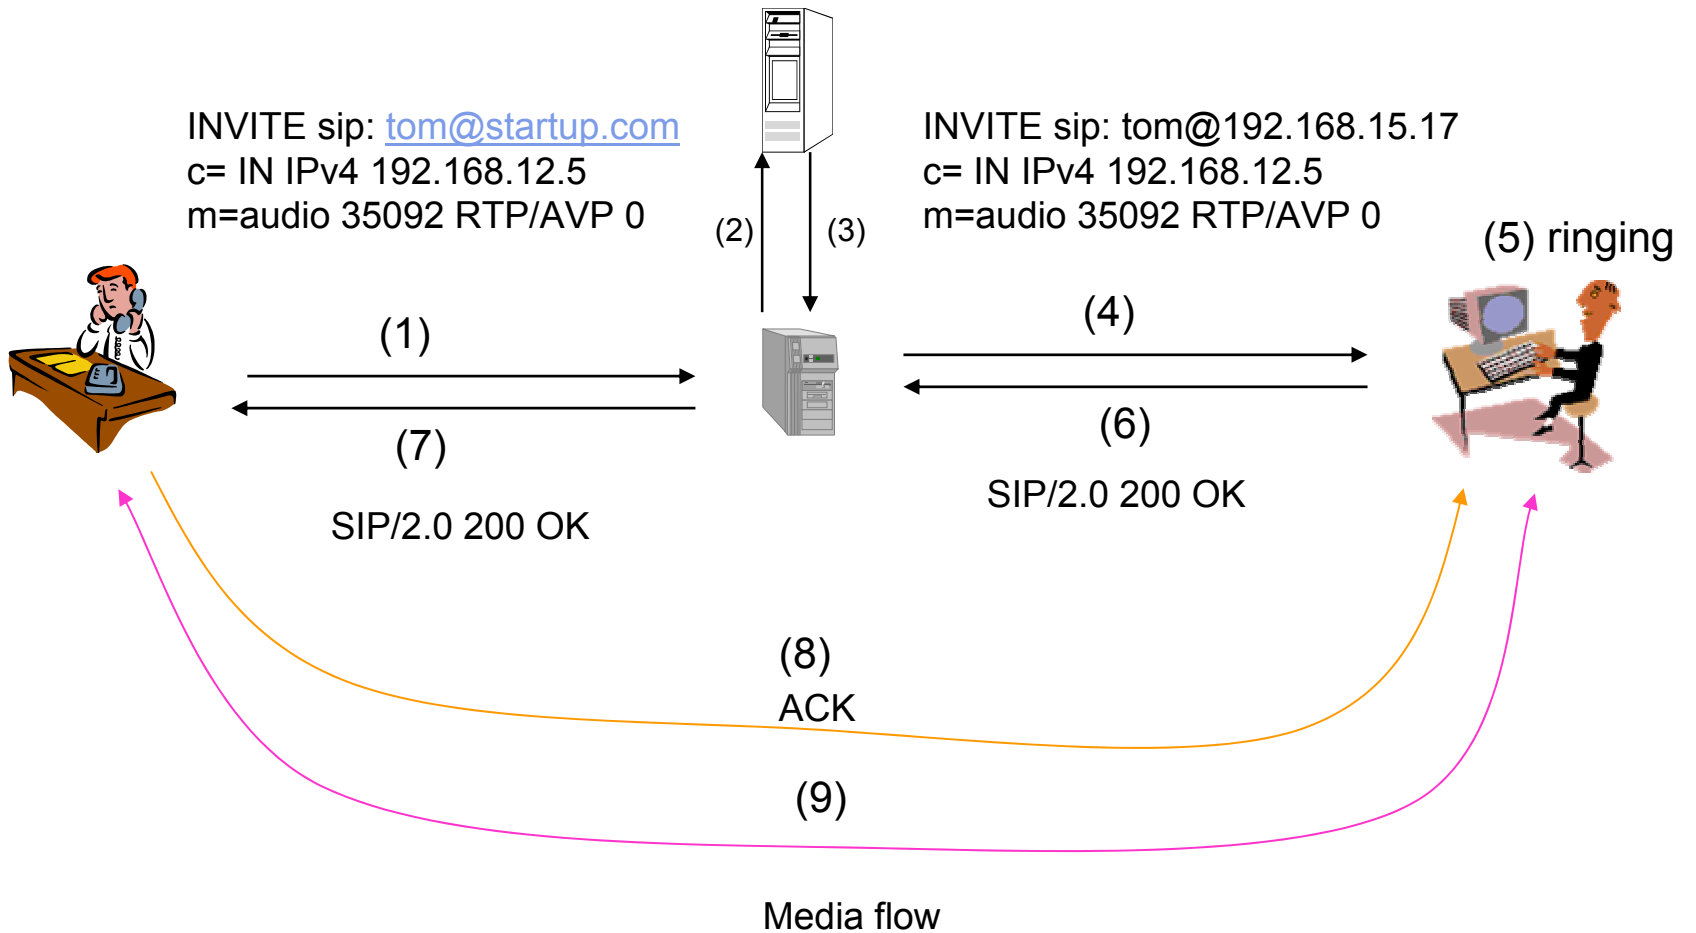 INVITE sip: tom@startup.com
c= IN IPv4 192.168.12.5
m=audio 35092 RTP/AVP 0
(2)
(3)
INVITE sip: tom@192.168.15.17
c= IN IPv4 192.168.12.5
m=audio 35092 RTP/AVP 0
(5) ringing
(1)
(4)
(7)
(6)
SIP/2.0 200 OK
SIP/2.0 200 OK
(8)
ACK
(9)
Media flow